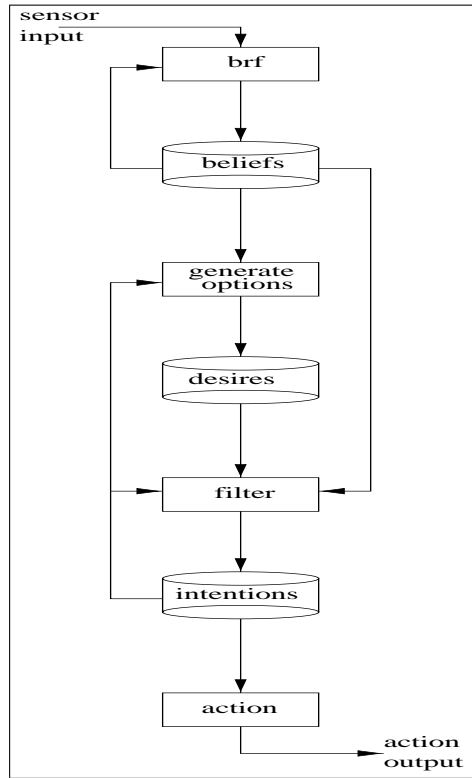 sensor
input
brf
beliefs
generate
options
desires
filter
intentions
action
action
output